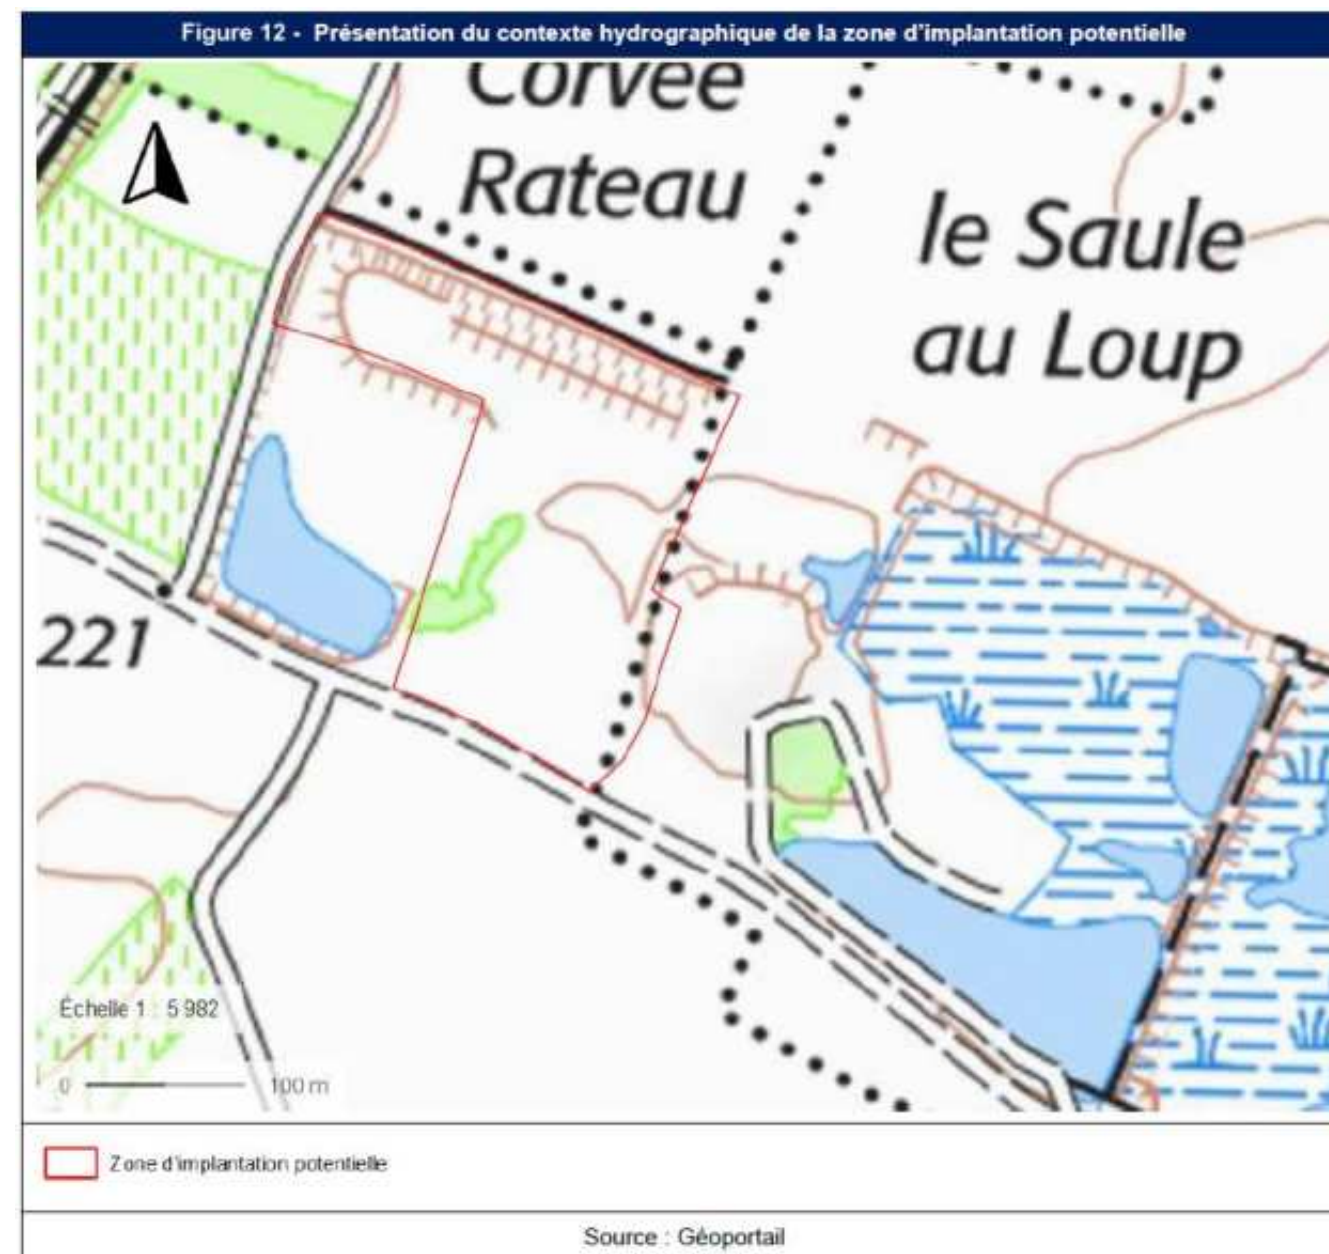 Figure 12 - Présentation du contexte hydrographique de la zone d'implantation potentielle
Corvée
Rateau
le Saule
au Loup
221
Échelle 1 : 5 982
0 100 m
Zone d'implantation potentielle
Source : Géoportail